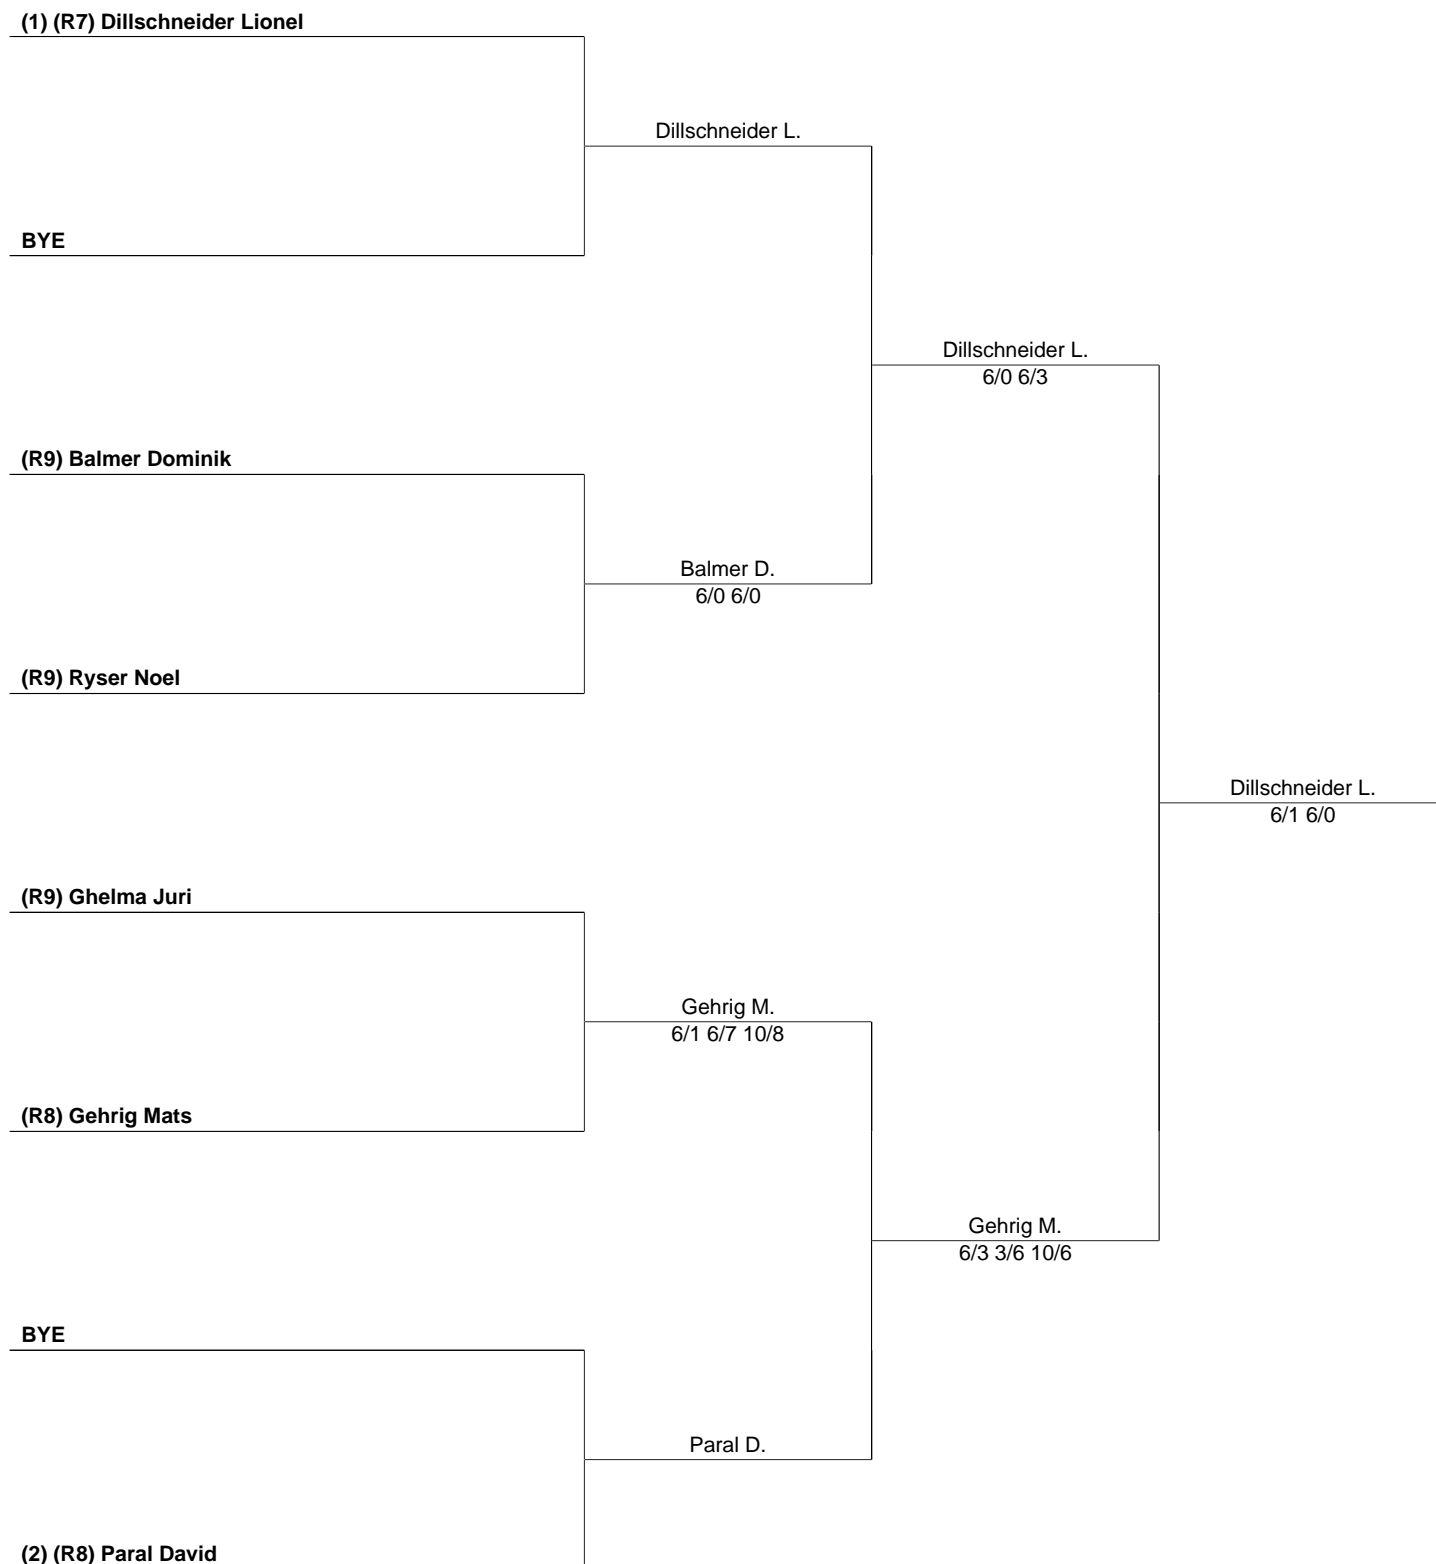 (1) (R7) Dillschneider Lionel
Dillschneider L.
BYE
Dillschneider L.
6/0 6/3
(R9) Balmer Dominik
Balmer D.
6/0 6/0
(R9) Ryser Noel
Dillschneider L.
6/1 6/0
(R9) Ghelma Juri
Gehrig M.
6/1 6/7 10/8
(R8) Gehrig Mats
Gehrig M.
6/3 3/6 10/6
BYE
Paral D.
(2) (R8) Paral David